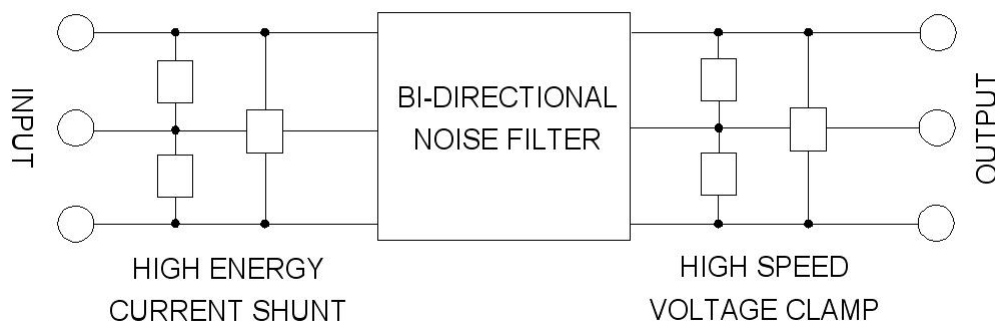 INPUT
BI-DIRECTIONAL
NOISE FILTER
OUTPUT
HIGH ENERGY
CURRENT SHUNT
HIGH SPEED
VOLTAGE CLAMP